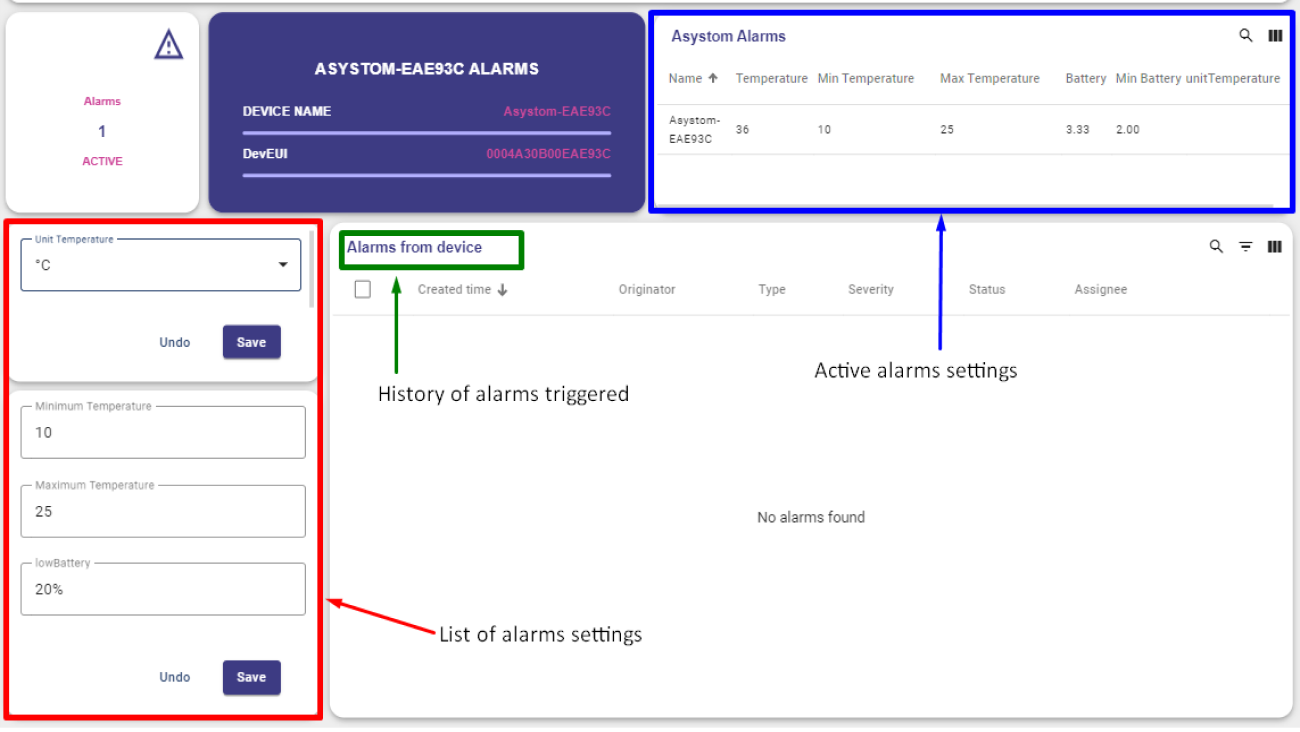 Alarms
1
ACTIVE
ASYSTOM-EAE93C ALARMS
DEVICE NAME Asystom-EAE93C
DevEUI 0004A30B00EAE93C
Asystom Alarms
Name Temperature Min Temperature Max Temperature Battery Min Battery unitTemperature
Asystom-
EAE93C 36 10 25 3.33 2.00
Unit Temperature
°C
Undo Save
Minimum Temperature
10
Maximum Temperature
25
lowBattery
20%
Undo Save
Alarms from device
Created time Originator Type Severity Status Assignee
Active alarms settings
History of alarms triggered
No alarms found
List of alarms settings